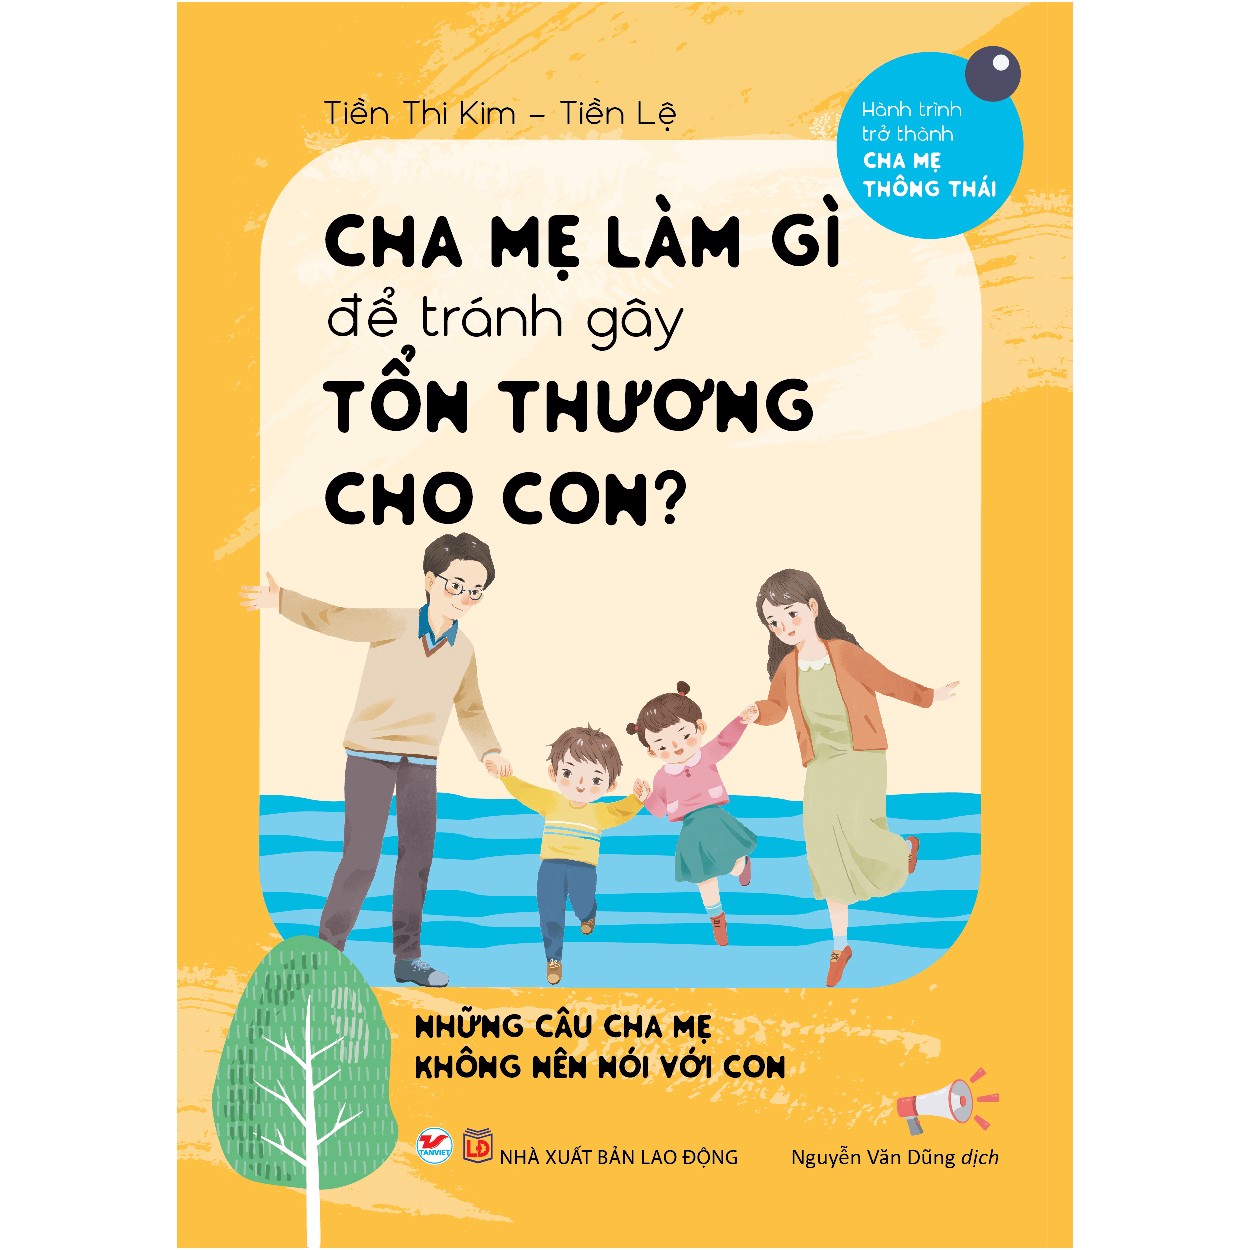 Tiền Thi Kim – Tiền Lệ
Hành trình
trở thành
CHA MẸ
THÔNG THÁI
CHA MẸ LÀM GÌ
để tránh gây
TỔN THƯƠNG
CHO CON?
NHỮNG CÂU CHA MẸ
KHÔNG NÊN NÓI VỚI CON
TANVIET
LĐ
NHÀ XUẤT BẢN LAO ĐỘNG
Nguyễn Văn Dũng dịch